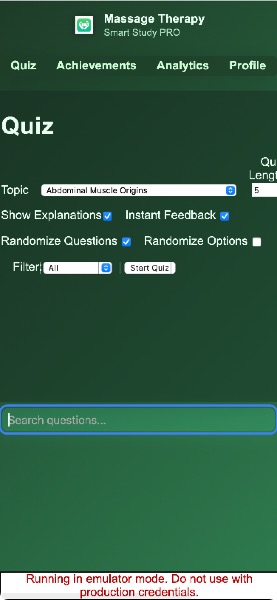 Massage Therapy
Smart Study PRO
Quiz Achievements Analytics Profile
Quiz
Topic Abdominal Muscle Origins
Show Explanations Instant Feedback
Randomize Questions Randomize Options
Filter: All Start Quiz
5
Search questions...
Running in emulator mode. Do not use with
production credentials.